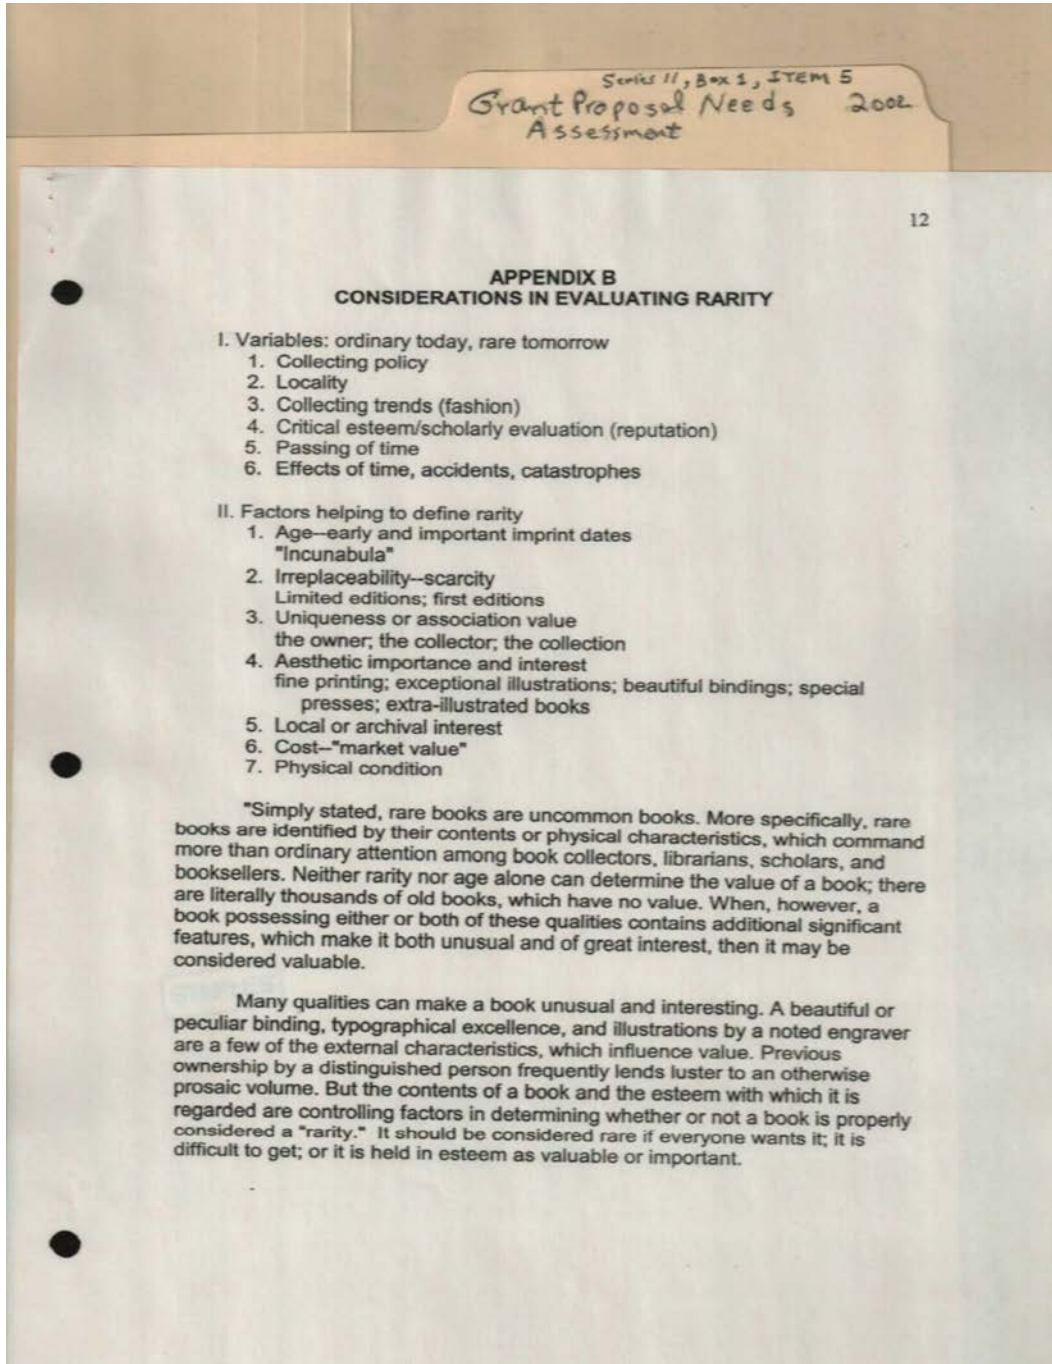 Series II, Box 1, ITEM 5
Grant Proposal Needs 2002
Assessment
12
APPENDIX B
CONSIDERATIONS IN EVALUATING RARITY
I. Variables: ordinary today, rare tomorrow
1. Collecting policy
2. Locality
3. Collecting trends (fashion)
4. Critical esteem/scholarly evaluation (reputation)
5. Passing of time
6. Effects of time, accidents, catastrophes
II. Factors helping to define rarity
1. Age--early and important imprint dates
"Incunabula"
2. Irreplaceability--scarcity
Limited editions; first editions
3. Uniqueness or association value
the owner; the collector; the collection
4. Aesthetic importance and interest
fine printing; exceptional illustrations; beautiful bindings; special
presses; extra-illustrated books
5. Local or archival interest
6. Cost--"market value"
7. Physical condition
"Simply stated, rare books are uncommon books. More specifically, rare
books are identified by their contents or physical characteristics, which command
more than ordinary attention among book collectors, librarians, scholars, and
booksellers. Neither rarity nor age alone can determine the value of a book; there
are literally thousands of old books, which have no value. When, however, a
book possessing either or both of these qualities contains additional significant
features, which make it both unusual and of great interest, then it may be
considered valuable.
Many qualities can make a book unusual and interesting. A beautiful or
peculiar binding, typographical excellence, and illustrations by a noted engraver
are a few of the external characteristics, which influence value. Previous
ownership by a distinguished person frequently lends luster to an otherwise
prosaic volume. But the contents of a book and the esteem with which it is
regarded are controlling factors in determining whether or not a book is properly
considered a "rarity." It should be considered rare if everyone wants it; it is
difficult to get; or it is held in esteem as valuable or important.